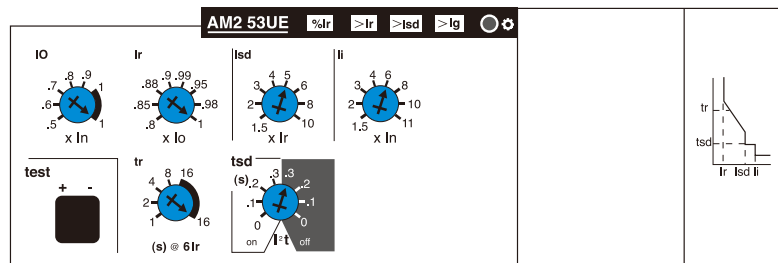 AM2 53UE %Ir >Ir >Isd >Ig
IO Ir Isd Ii
.5 .6 .7 .8 .9 1 1
x In
.8 .85 .88 .9 .99 .95 .98 1
x Io
1.5 2 3 4 5 6 8 10
x Ir
1.5 2 3 4 6 8 10 11
x In
test
+ -
tr
1 2 4 8 16 16
(s) @ 6Ir
tsd
(s)
0 .1 .2 .3 .3 .2 .1 0
on I²t off
tr
tsd
Ir Isd Ii